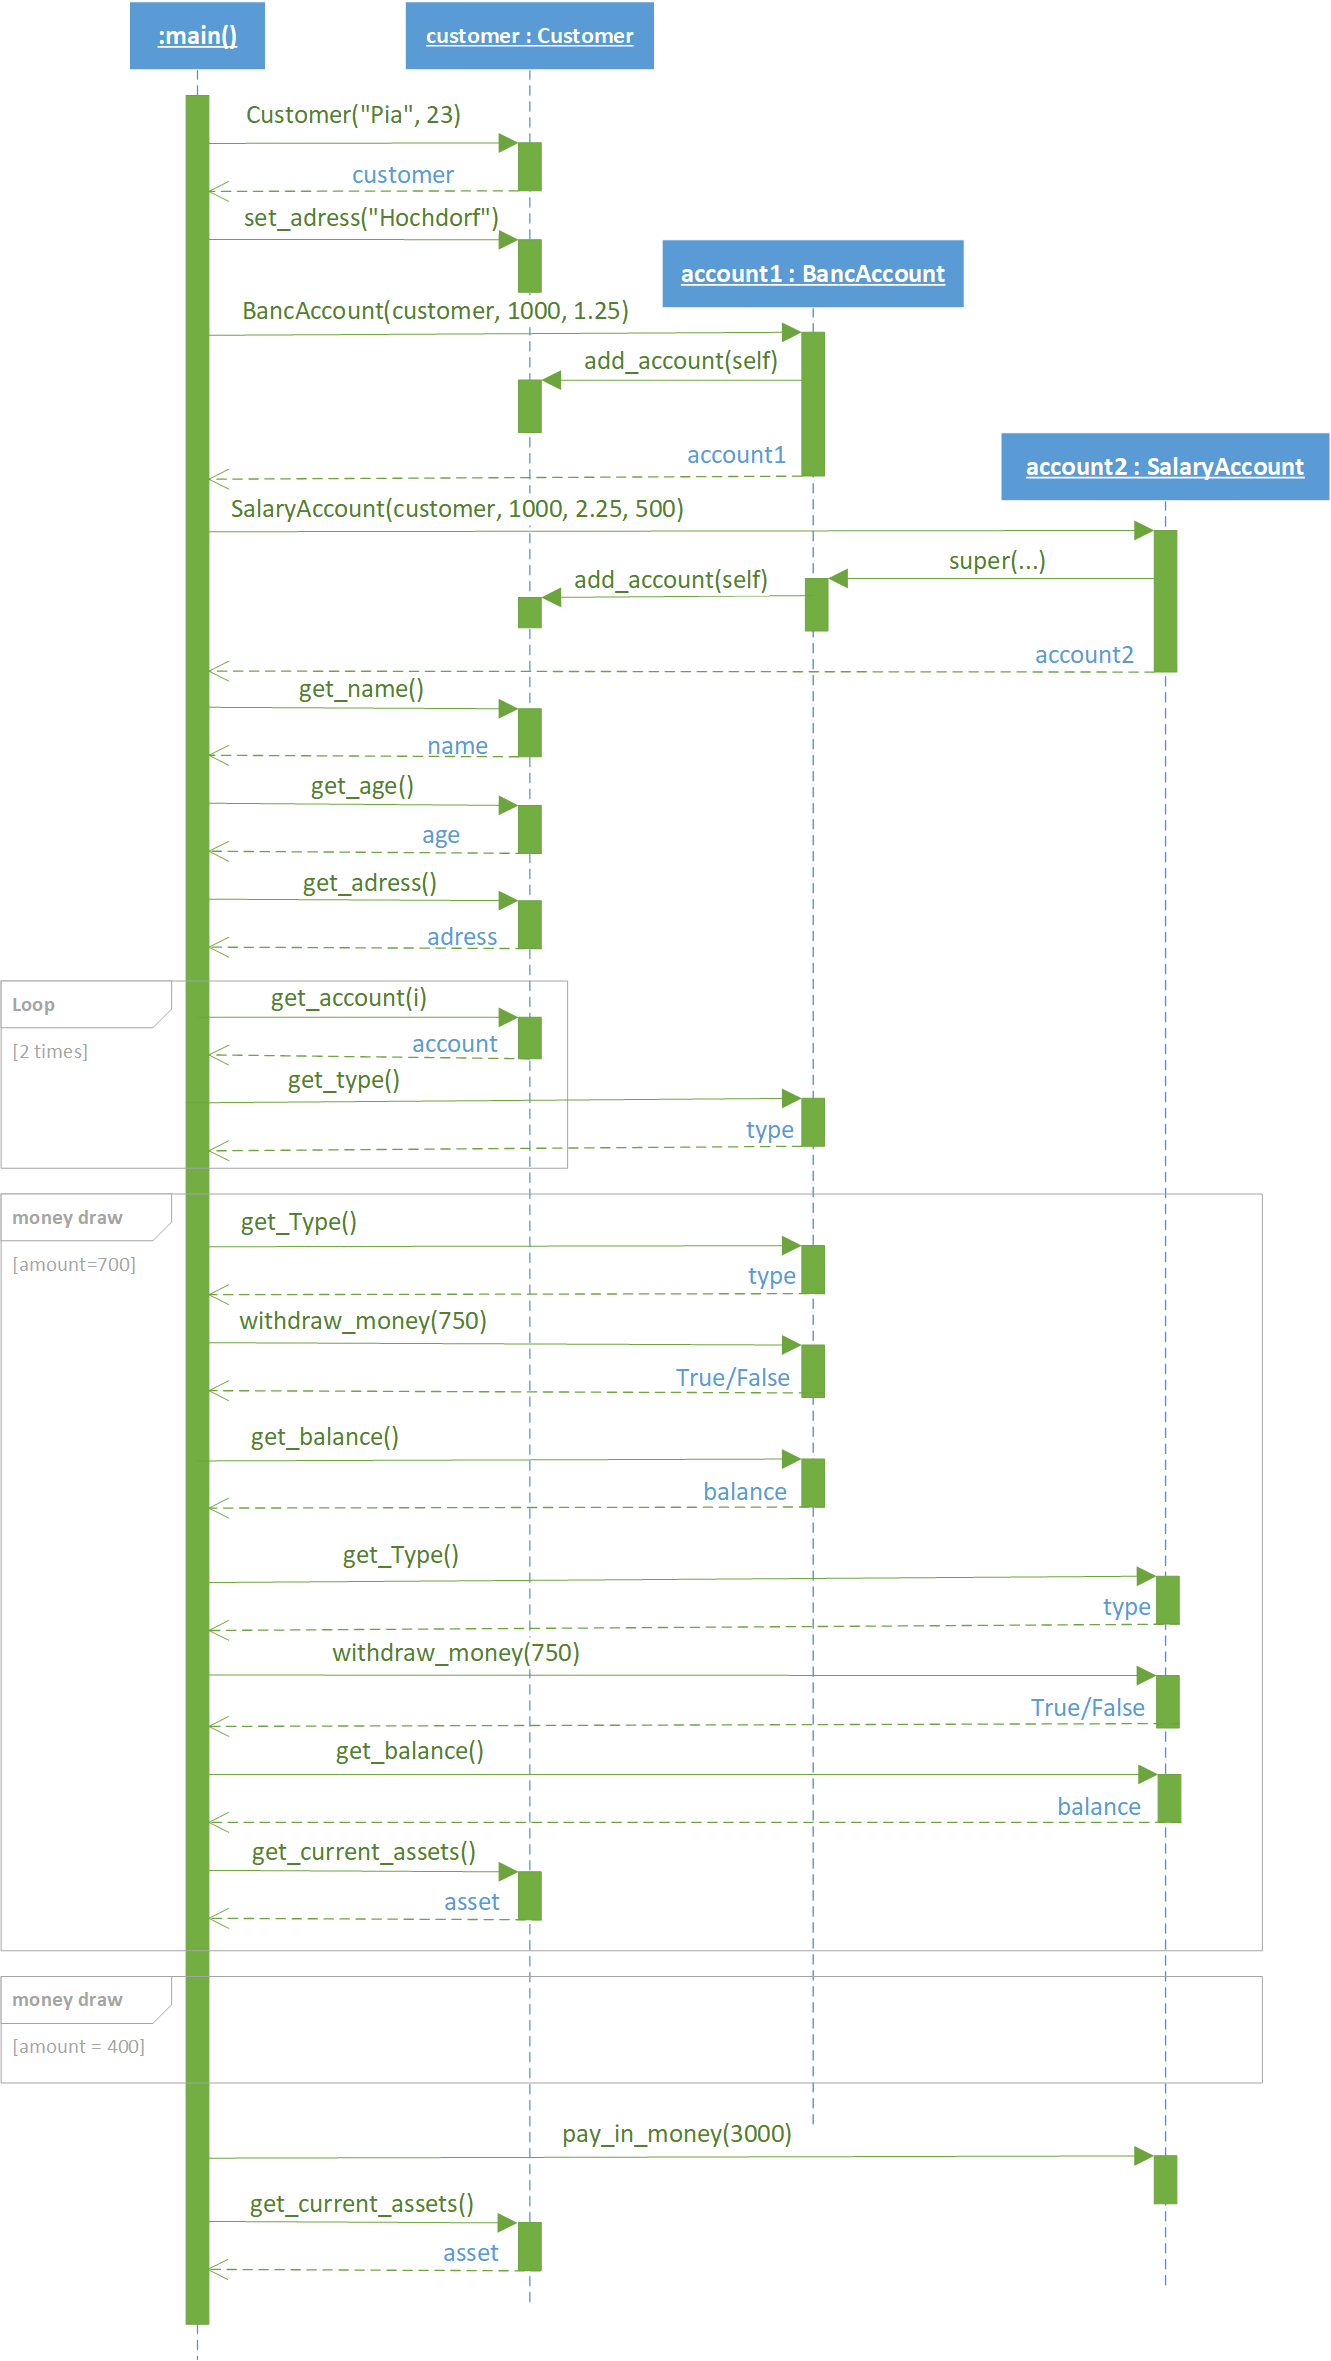 :main()
customer : Customer
Customer("Pia", 23)
customer
set_adress("Hochdorf")
account1 : BancAccount
BancAccount(customer, 1000, 1.25)
add_account(self)
account1
account2 : SalaryAccount
SalaryAccount(customer, 1000, 2.25, 500)
super(...)
add_account(self)
account2
get_name()
name
get_age()
age
get_adress()
adress
Loop
[2 times]
get_account(i)
account
get_type()
type
money draw
[amount=700]
get_Type()
type
withdraw_money(750)
True/False
get_balance()
balance
get_Type()
type
withdraw_money(750)
True/False
get_balance()
balance
get_current_assets()
asset
money draw
[amount = 400]
pay_in_money(3000)
get_current_assets()
asset